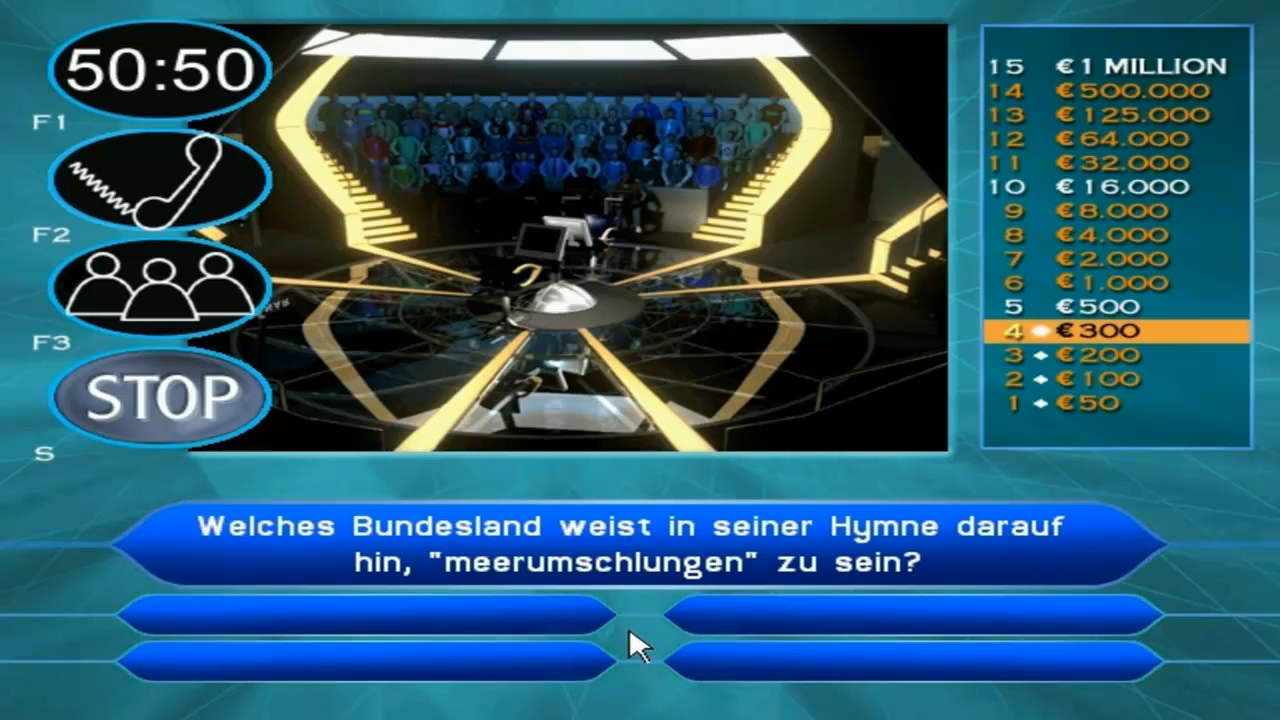 50:50
F1
F2
F3
STOP
S
15 € 1 MILLION
14 € 500.000
13 € 125.000
12 € 64.000
11 € 32.000
10 € 16.000
9 € 8.000
8 € 4.000
7 € 2.000
6 € 1.000
5 € 500
4 € 300
3 € 200
2 € 100
1 € 50
Welches Bundesland weist in seiner Hymne darauf
hin, "meerumschlungen" zu sein?